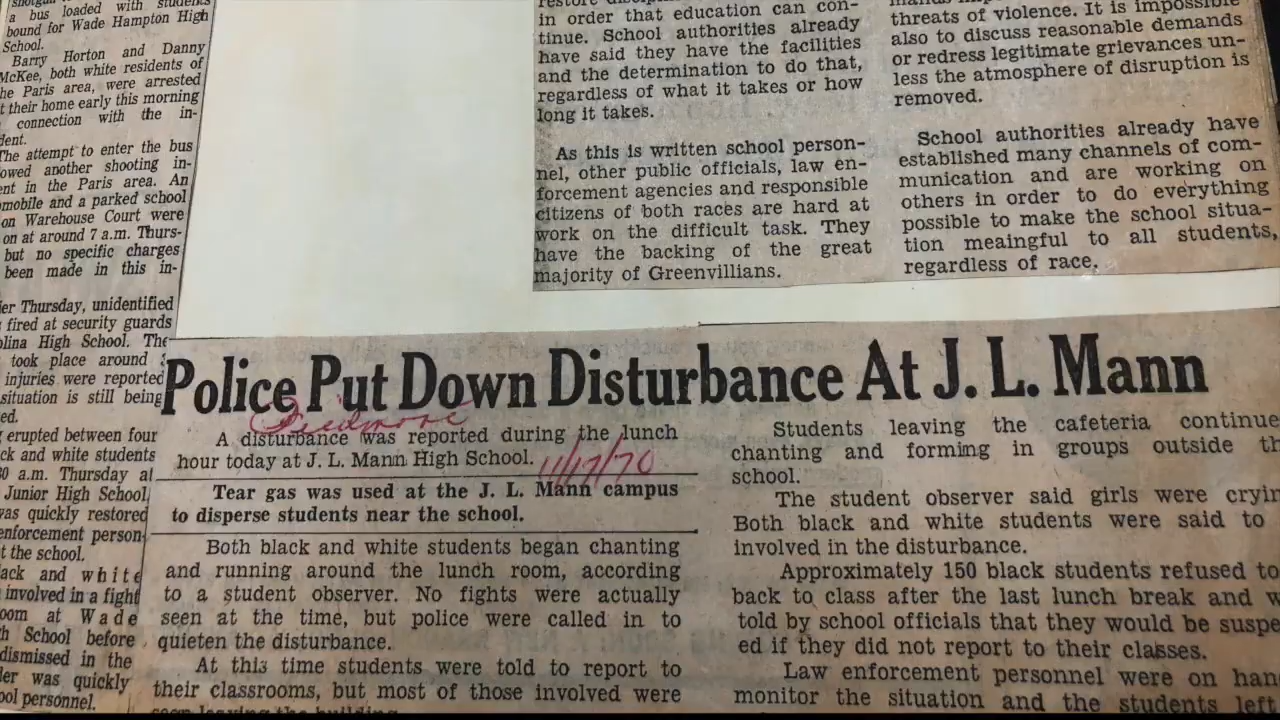 a bus loaded with students
bound for Wade Hampton High
School.
Barry Horton and Danny
McKee, both white residents of
the Paris area, were arrested
t their home early this morning
connection with the in-
dent.
The attempt to enter the bus
owed another shooting in-
ent in the Paris area. An
mobile and a parked school
on Warehouse Court were
on at around 7 a.m. Thurs-
but no specific charges
been made in this in-
ier Thursday, unidentified
fired at security guards
olina High School. The
took place around
injuries were reported
situation is still being
ed.
erupted between four
ck and white students
0 a.m. Thursday at
Junior High School,
was quickly restored
enforcement person-
t the school.
ack and white
involved in a fight
oom at Wade
h School before
dismissed in the
ler was quickly
ool personnel.
in order that education can con-
tinue. School authorities already
have said they have the facilities
and the determination to do that,
regardless of what it takes or how
long it takes.
As this is written school person-
nel, other public officials, law en-
forcement agencies and responsible
citizens of both races are hard at
work on the difficult task. They
have the backing of the great
majority of Greenvillians.
threats of violence. It is impossible
also to discuss reasonable demands
or redress legitimate grievances un-
less the atmosphere of disruption is
removed.
School authorities already have
established many channels of com-
munication and are working on
others in order to do everything
possible to make the school situa-
tion meaingful to all students,
regardless of race.
Police Put Down Disturbance At J. L. Mann
Piedmont
A disturbance was reported during the lunch
hour today at J. L. Mann High School.
11/17/70
Tear gas was used at the J. L. Mann campus
to disperse students near the school.
Both black and white students began chanting
and running around the lunch room, according
to a student observer. No fights were actually
seen at the time, but police were called in to
quieten the disturbance.
At this time students were told to report to
their classrooms, but most of those involved were
seen leaving the building.
Students leaving the cafeteria continue
chanting and forming in groups outside th
school.
The student observer said girls were cryin
Both black and white students were said to
involved in the disturbance.
Approximately 150 black students refused to
back to class after the last lunch break and w
told by school officials that they would be suspe
ed if they did not report to their classes.
Law enforcement personnel were on han
monitor the situation and the students left